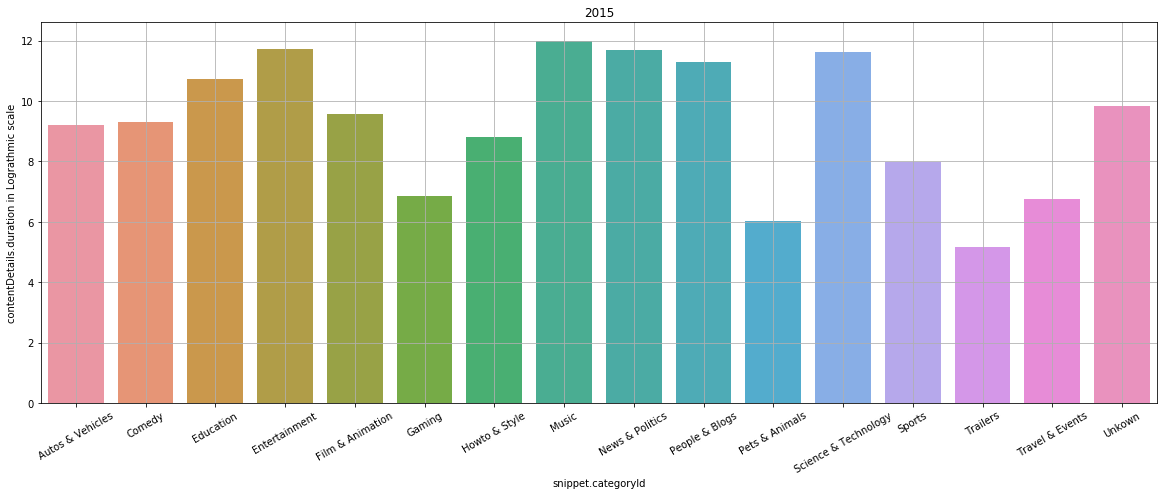 2015
contentDetails.duration in Lograthmic scale
12
10
8
6
4
2
0
Autos & Vehicles
Comedy
Education
Entertainment
Film & Animation
Gaming
Howto & Style
Music
News & Politics
People & Blogs
Pets & Animals
Science & Technology
Sports
Trailers
Travel & Events
Unkown
snippet.categoryId